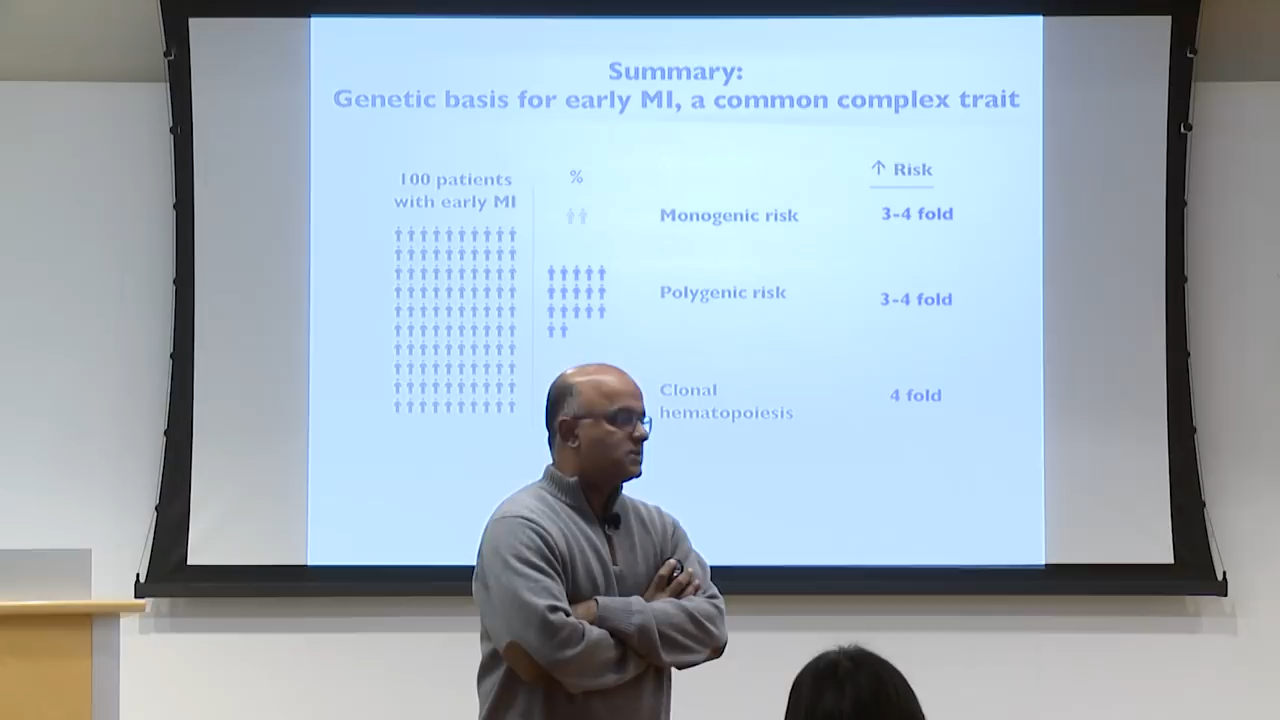 Summary:
Genetic basis for early MI, a common complex trait
100 patients
with early MI
%
↑ Risk
Monogenic risk
3-4 fold
Polygenic risk
3-4 fold
Clonal
hematopoiesis
4 fold